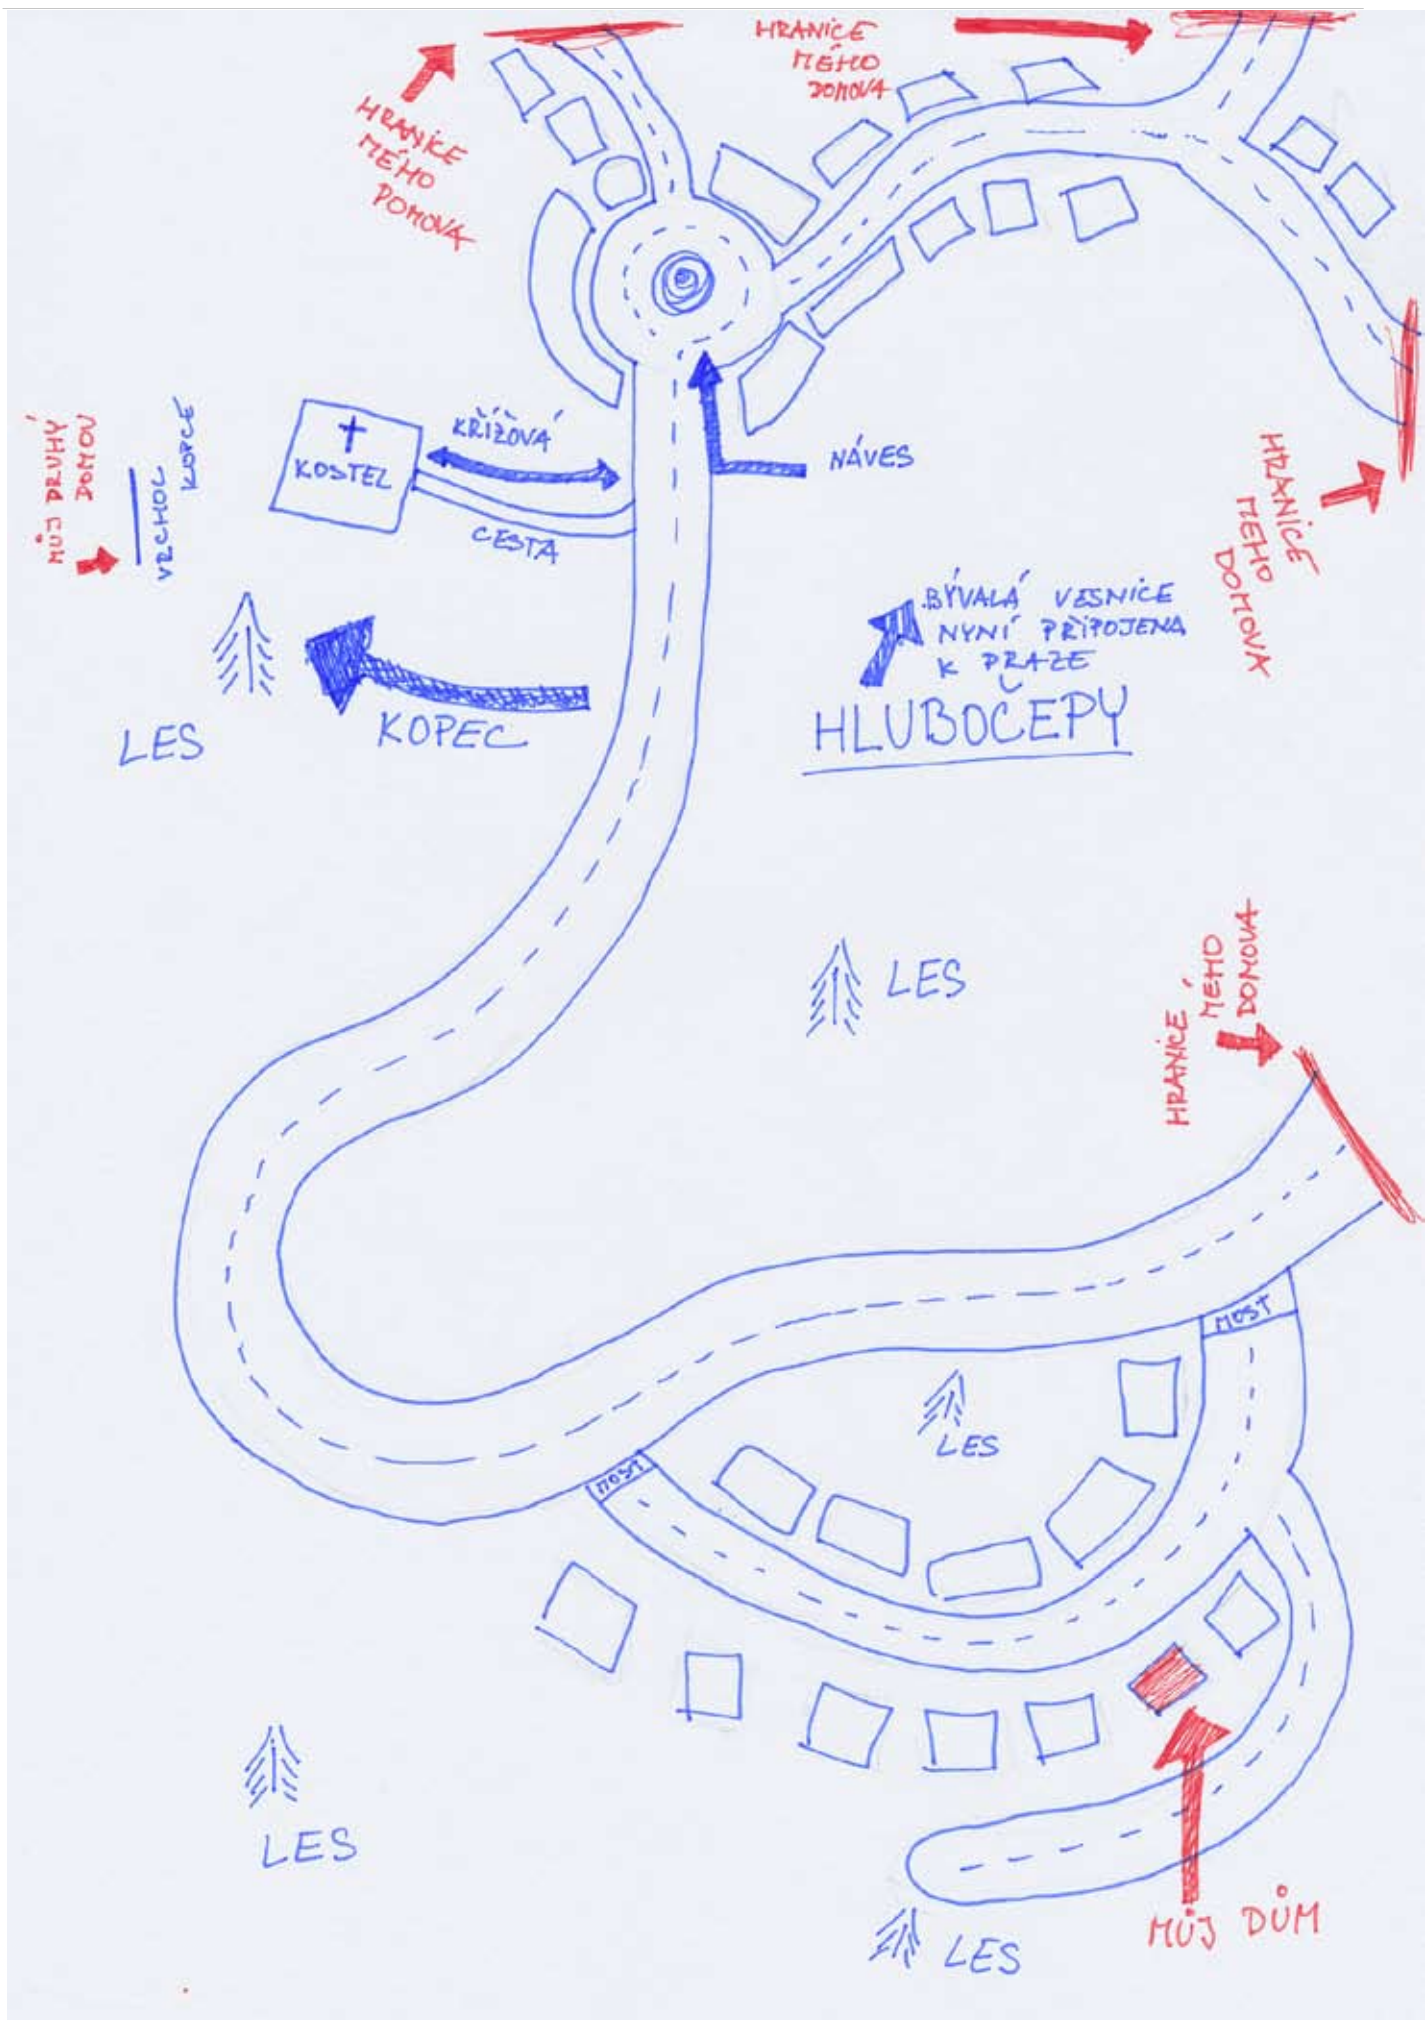 HRANICE
MÉHO
DOMOVA
HRANICE
MÉHO
DOMOVA
MŮJ DRUHÝ
DOMOV
VRCHOL
KOPCE
KOSTEL
KŘÍŽOVÁ
CESTA
NÁVES
HRANICE
MÉHO
DOMOVA
BÝVALÁ VESNICE
NYNÍ PŘIPOJENA
K PRAZE
HLUBOČEPY
KOPEC
LES
LES
HRANICE
MÉHO
DOMOVA
MOST
LES
MOST
LES
MŮJ DŮM
LES